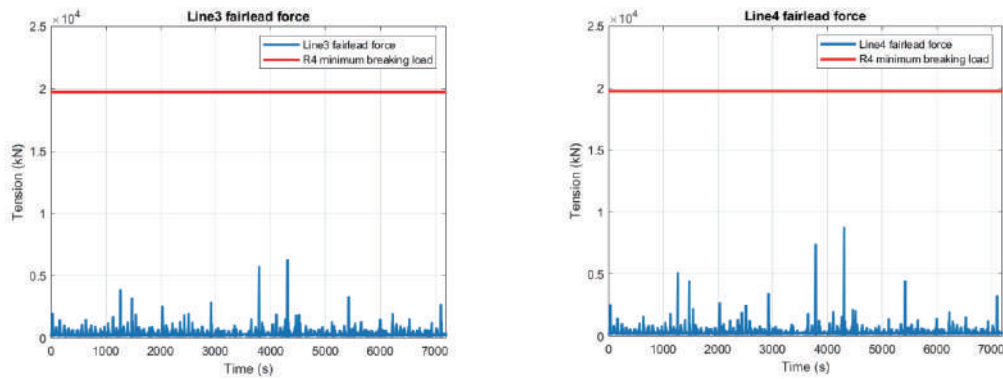 Line3 fairlead force
×10⁴
2.5
2
1.5
1
0.5
0
Tension (kN)
Line3 fairlead force
R4 minimum breaking load
0 1000 2000 3000 4000 5000 6000 7000
Time (s)
Line4 fairlead force
×10⁴
2.5
2
1.5
1
0.5
0
Tension (kN)
Line4 fairlead force
R4 minimum breaking load
0 1000 2000 3000 4000 5000 6000 7000
Time (s)